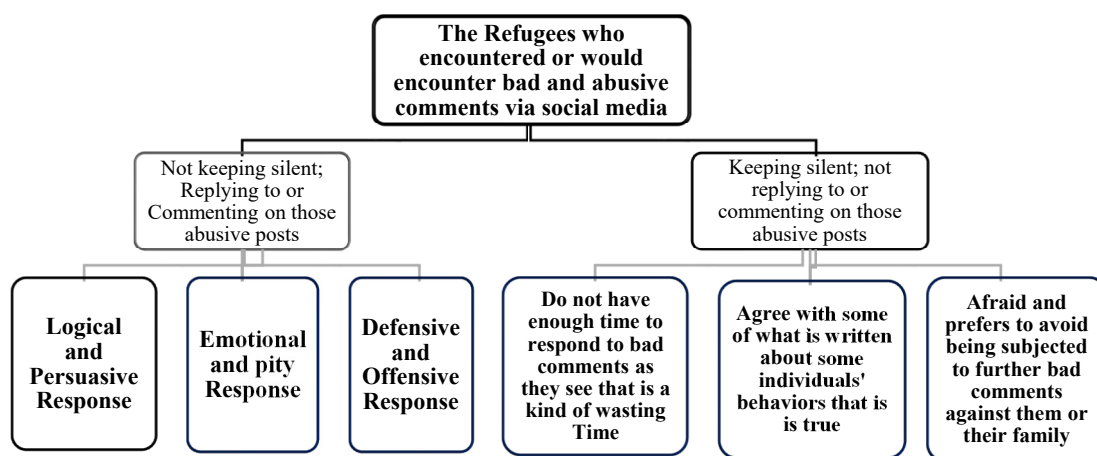 The Refugees who
encountered or would
encounter bad and abusive
comments via social media
Not keeping silent;
Replying to or
Commenting on those
abusive posts
Keeping silent; not
replying to or
commenting on those
abusive posts
Logical
and
Persuasive
Response
Emotional
and pity
Response
Defensive
and
Offensive
Response
Do not have
enough time to
respond to bad
comments as
they see that is a
kind of wasting
Time
Agree with some
of what is written
about some
individuals'
behaviors that is
is true
Afraid and
prefers to avoid
being subjected
to further bad
comments
against them or
their family